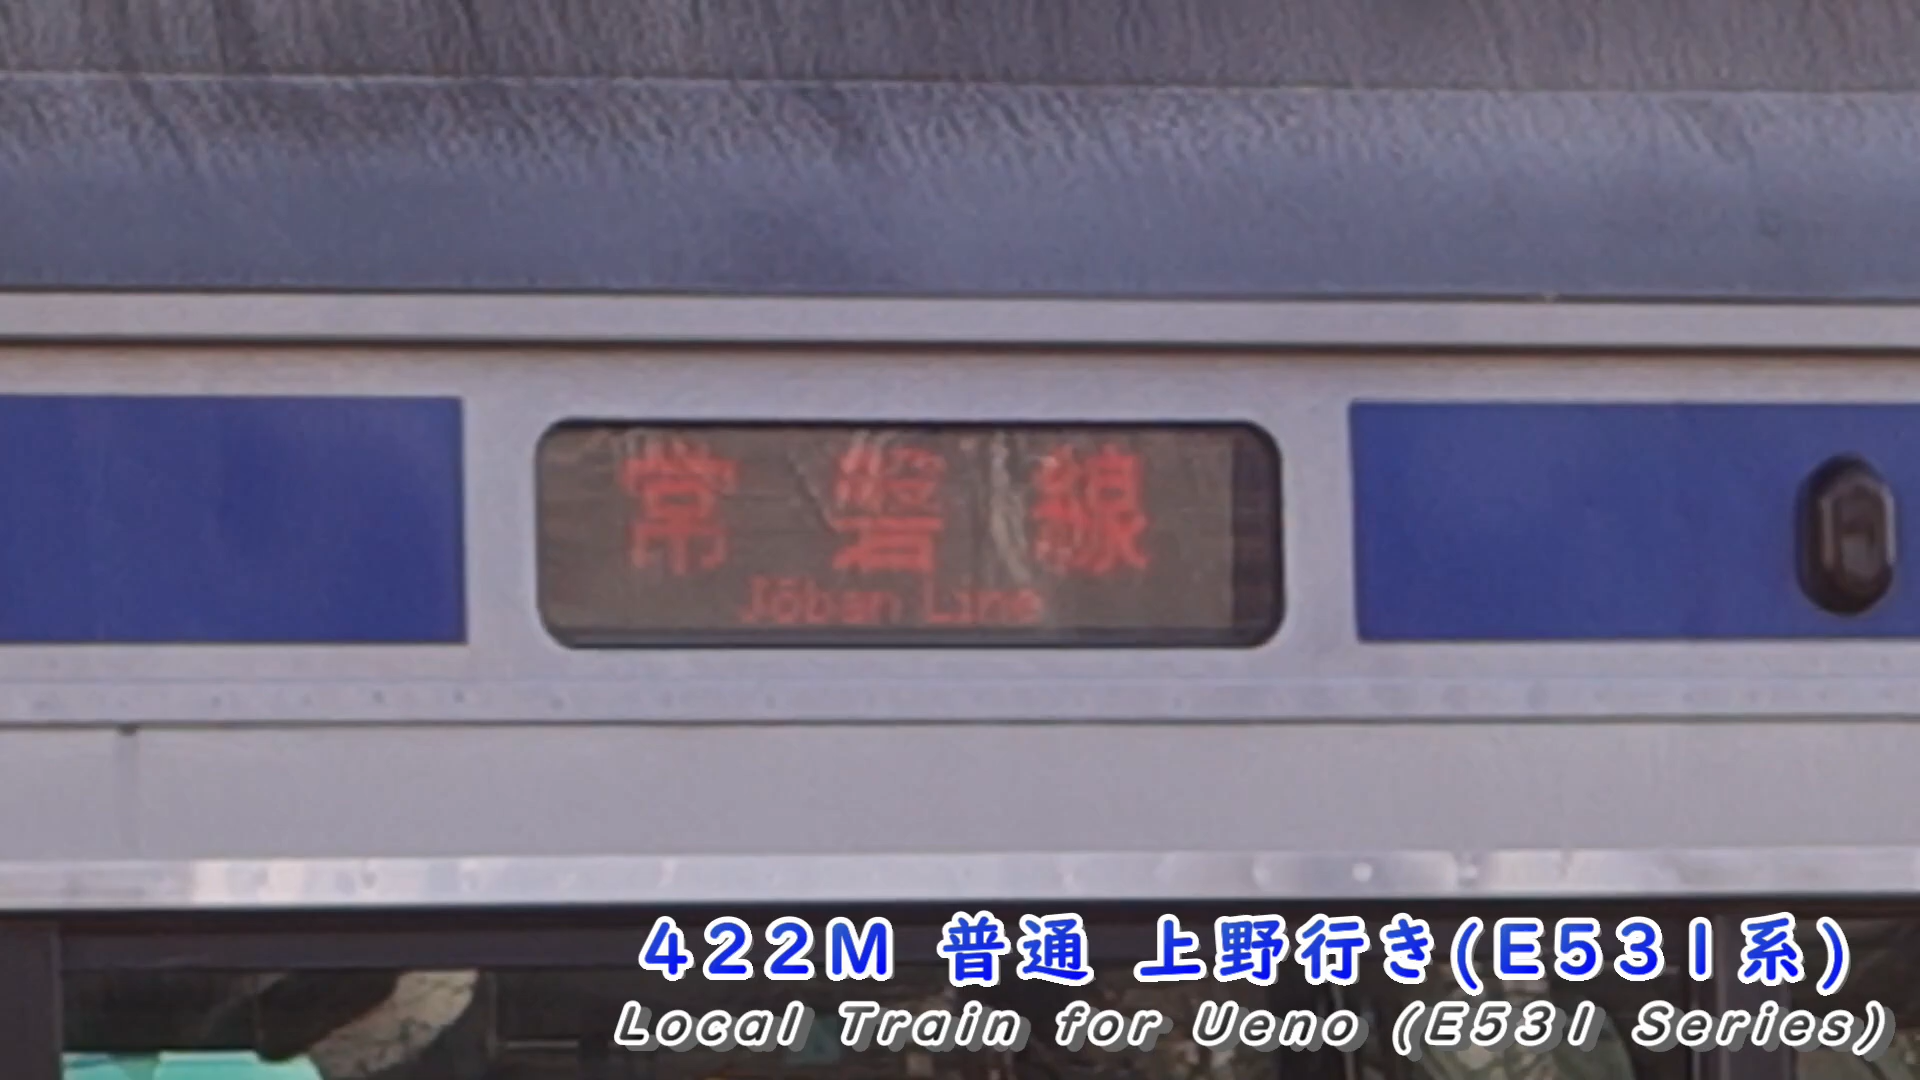 常磐線
Jōban Line
422M 普通 上野行き(E531系)
Local Train for Ueno (E531 Series)